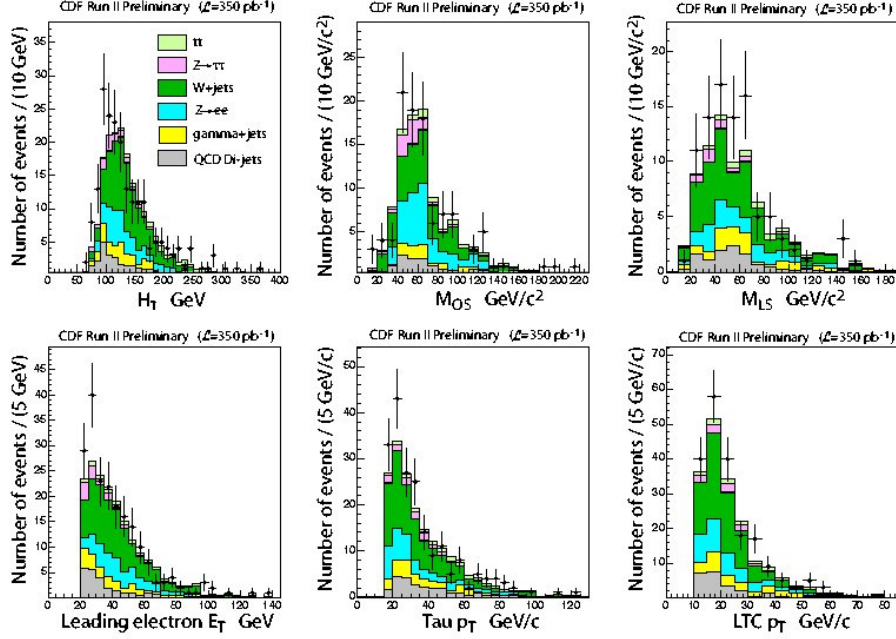 CDF Run II Preliminary (ℒ=350 pb⁻¹)
Number of events / (10 GeV)
35
30
25
20
15
10
5
tt̄
Z→ττ
W+jets
Z→ee
gamma+jets
QCD Di-jets
0 50 100 150 200 250 300 350 400
H_T GeV
CDF Run II Preliminary (ℒ=350 pb⁻¹)
Number of events / (10 GeV/c²)
25
20
15
10
5
0
0 20 40 60 80 100 120 140 160 180 200 220
M_OS GeV/c²
CDF Run II Preliminary (ℒ=350 pb⁻¹)
Number of events / (10 GeV/c²)
20
15
10
5
0
0 20 40 60 80 100 120 140 160 180
M_LS GeV/c²
CDF Run II Preliminary (ℒ=350 pb⁻¹)
Number of events / (5 GeV)
45
40
35
30
25
20
15
10
5
0 20 40 60 80 100 120 140
Leading electron E_T GeV
CDF Run II Preliminary (ℒ=350 pb⁻¹)
Number of events / (5 GeV/c)
50
40
30
20
10
0
0 20 40 60 80 100 120
Tau p_T GeV/c
CDF Run II Preliminary (ℒ=350 pb⁻¹)
Number of events / (5 GeV/c)
70
60
50
40
30
20
10
0
0 10 20 30 40 50 60 70 80
LTC p_T GeV/c